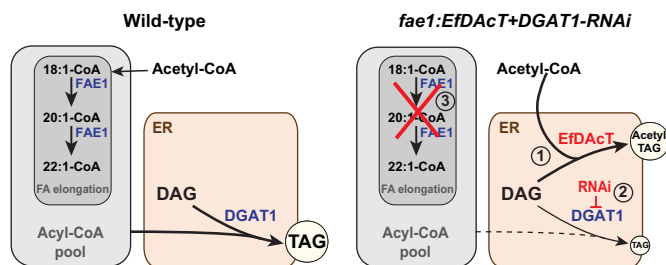 Wild-type
18:1-CoA
FAE1
20:1-CoA
FAE1
22:1-CoA
FA elongation
Acyl-CoA
pool
Acetyl-CoA
ER
DAG
DGAT1
TAG
fae1:EfDAcT+DGAT1-RNAi
18:1-CoA
FAE1
3
20:1-CoA
FAE1
22:1-CoA
FA elongation
Acyl-CoA
pool
Acetyl-CoA
ER
EfDAcT
Acetyl
TAG
1
RNAi
2
DAG
DGAT1
TAG